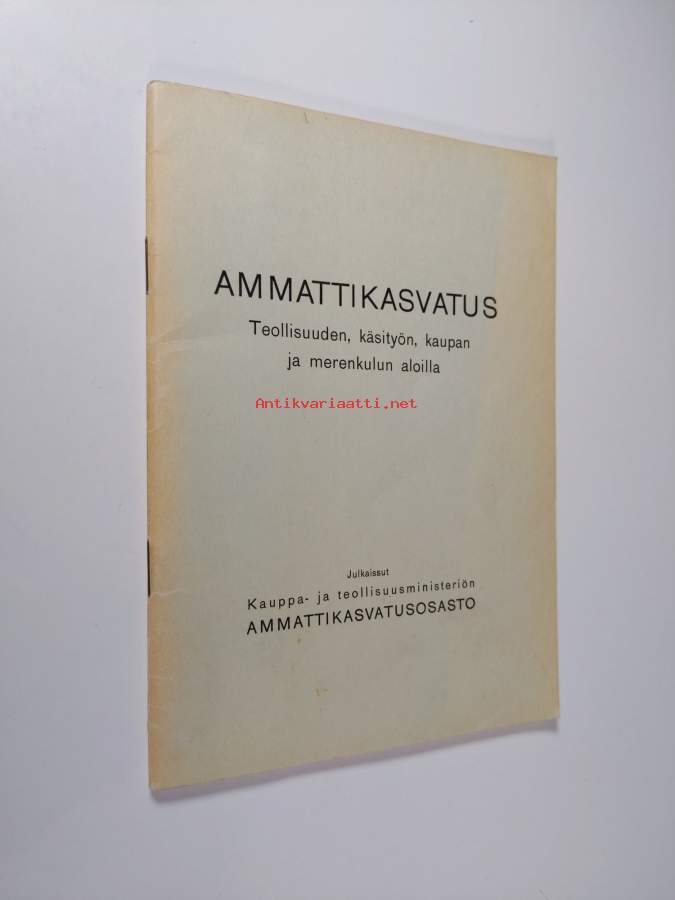 AMMATTIKASVATUS
Teollisuuden, käsityön, kaupan
ja merenkulun aloilla
Antikvariaatti.net
Julkaissut
Kauppa- ja teollisuusministeriön
AMMATTIKASVATUSOSASTO